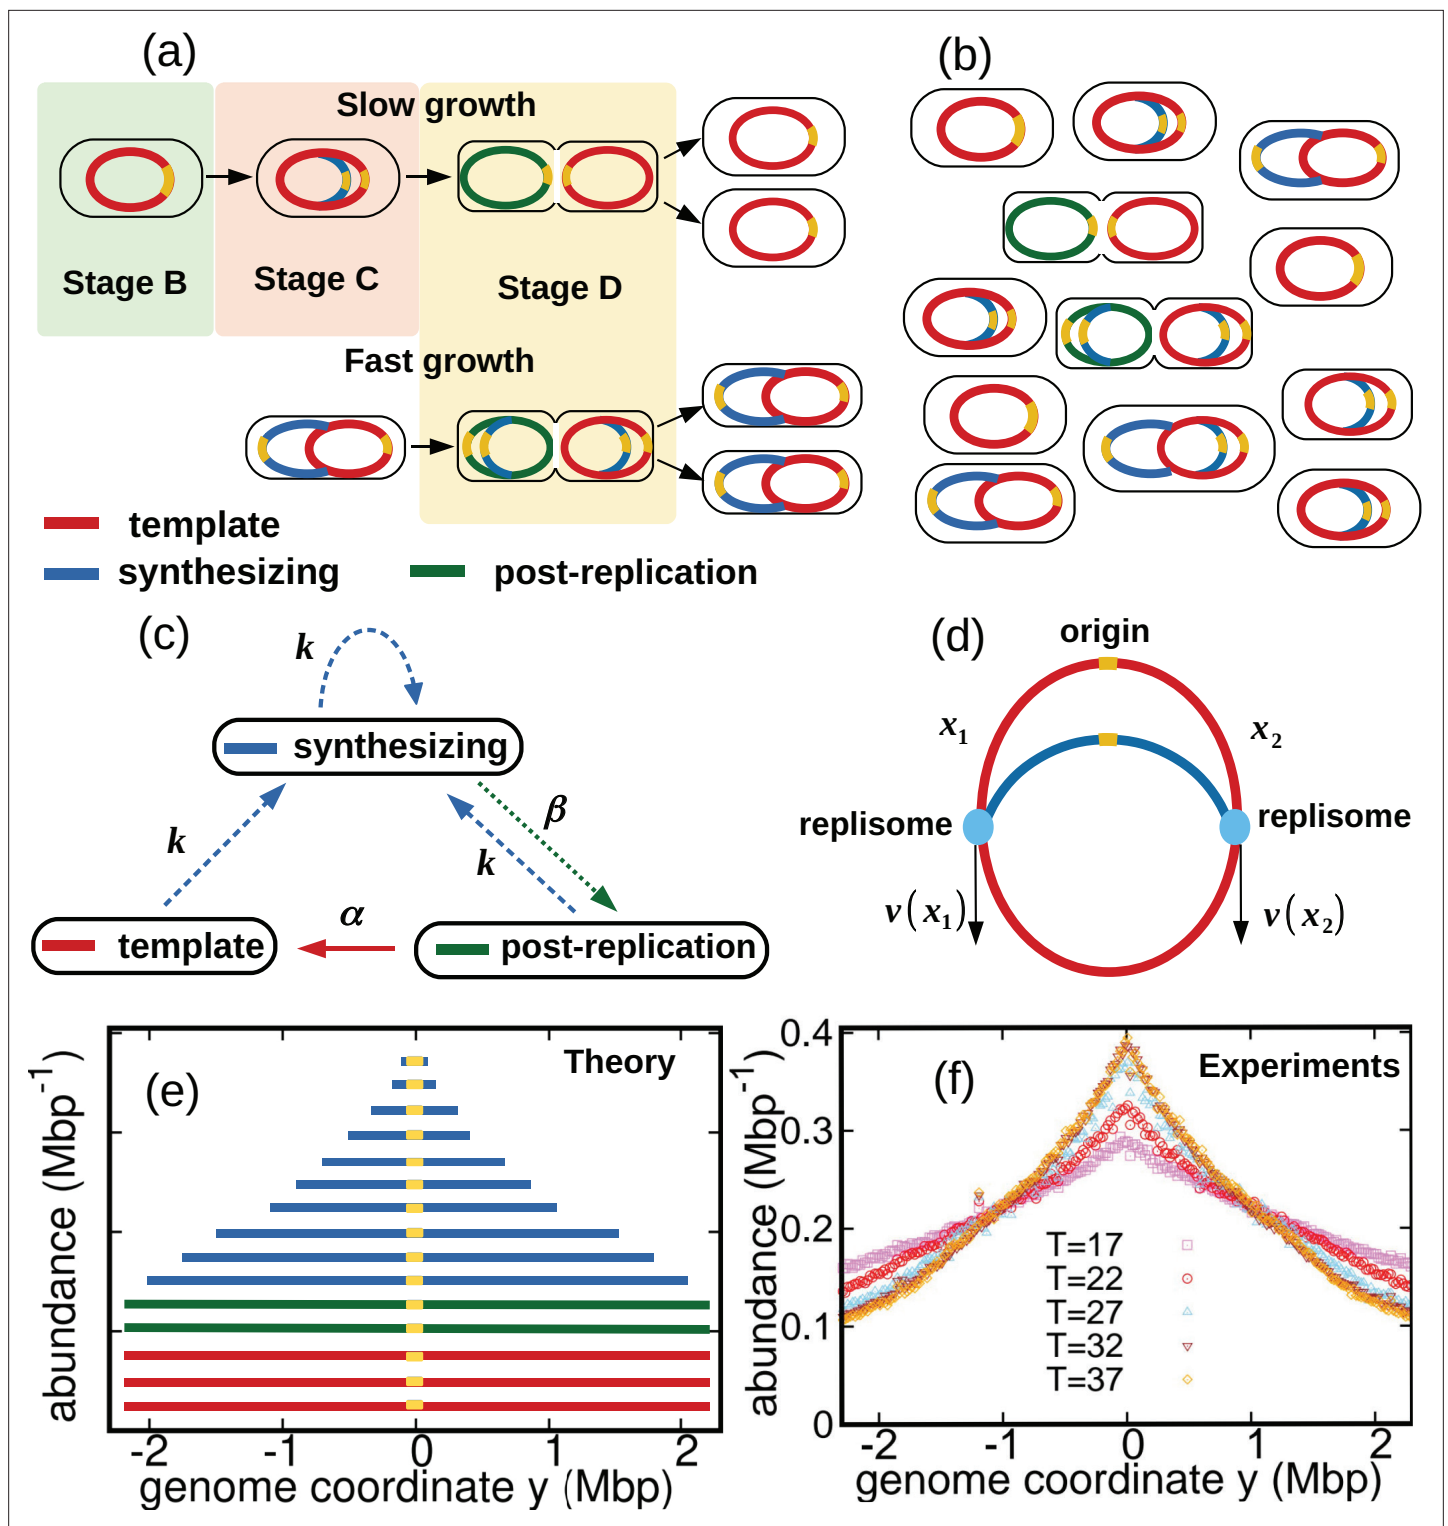 (a)
(b)
Slow growth
Stage B
Stage C
Stage D
Fast growth
template
synthesizing
post-replication
(c)
k
synthesizing
k
β
k
template
α
post-replication
(d)
origin
x1
x2
replisome
replisome
v(x1)
v(x2)
(e)
Theory
abundance (Mbp-1)
-2 -1 0 1 2
genome coordinate y (Mbp)
(f)
Experiments
abundance (Mbp-1)
0.4
0.3
0.2
0.1
0
T=17
T=22
T=27
T=32
T=37
-2 -1 0 1 2
genome coordinate y (Mbp)